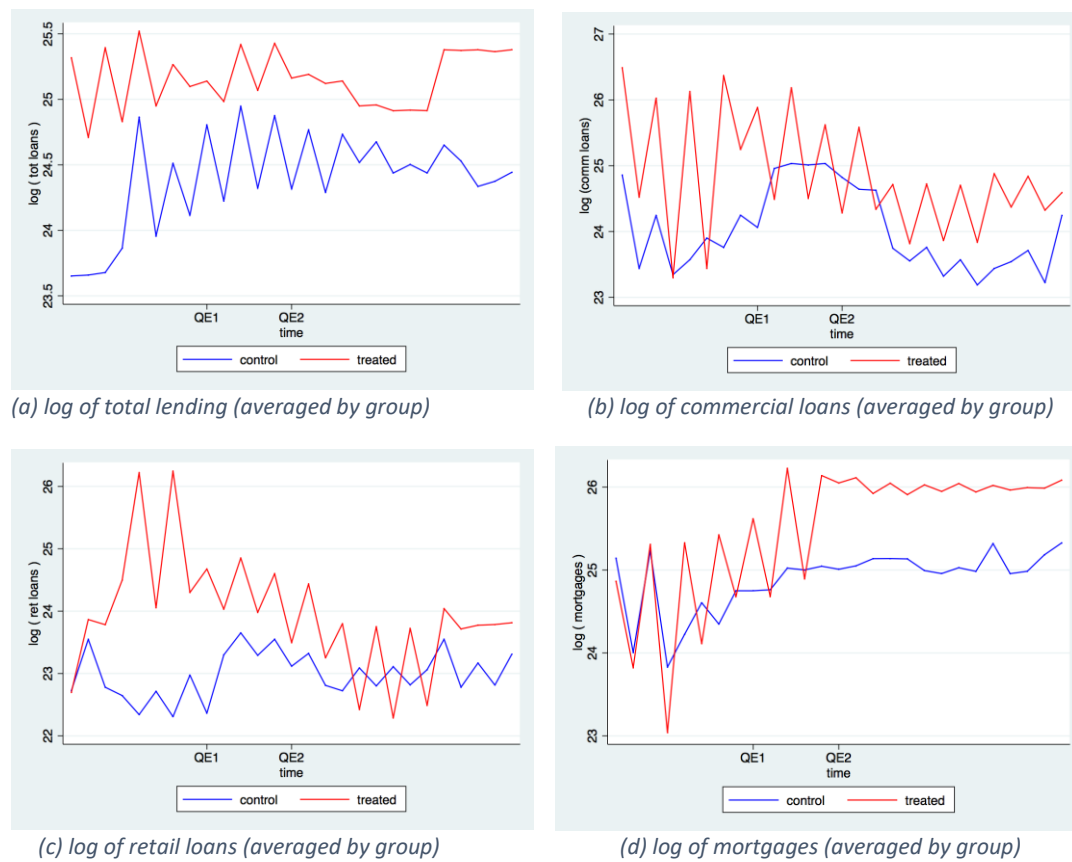 log ( tot loans )
25.5
25
24.5
24
23.5
QE1 QE2
time
control treated
(a) log of total lending (averaged by group)
log (comm loans)
27
26
25
24
23
QE1 QE2
time
control treated
(b) log of commercial loans (averaged by group)
log ( ret loans )
26
25
24
23
22
QE1 QE2
time
control treated
(c) log of retail loans (averaged by group)
log ( mortgages )
26
25
24
23
QE1 QE2
time
control treated
(d) log of mortgages (averaged by group)